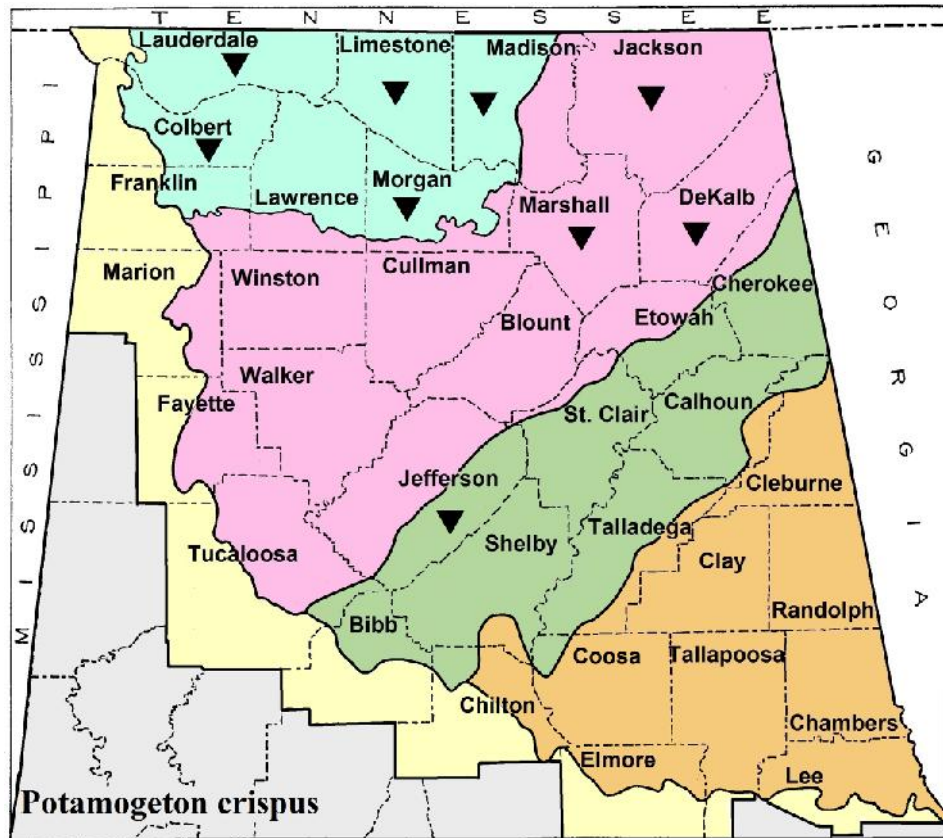 T E N N E S S E E
Lauderdale
Limestone
Madison
Jackson
Colbert
Franklin
Lawrence
Morgan
Marshall
DeKalb
Marion
Winston
Cullman
Cherokee
Blount
Etowah
Walker
Fayette
St. Clair
Calhoun
Jefferson
Cleburne
Tucaloosa
Shelby
Talladega
Clay
Randolph
Bibb
Coosa
Tallapoosa
Chilton
Chambers
Elmore
Lee
MISSISSIPPI
GEORGIA
Potamogeton crispus